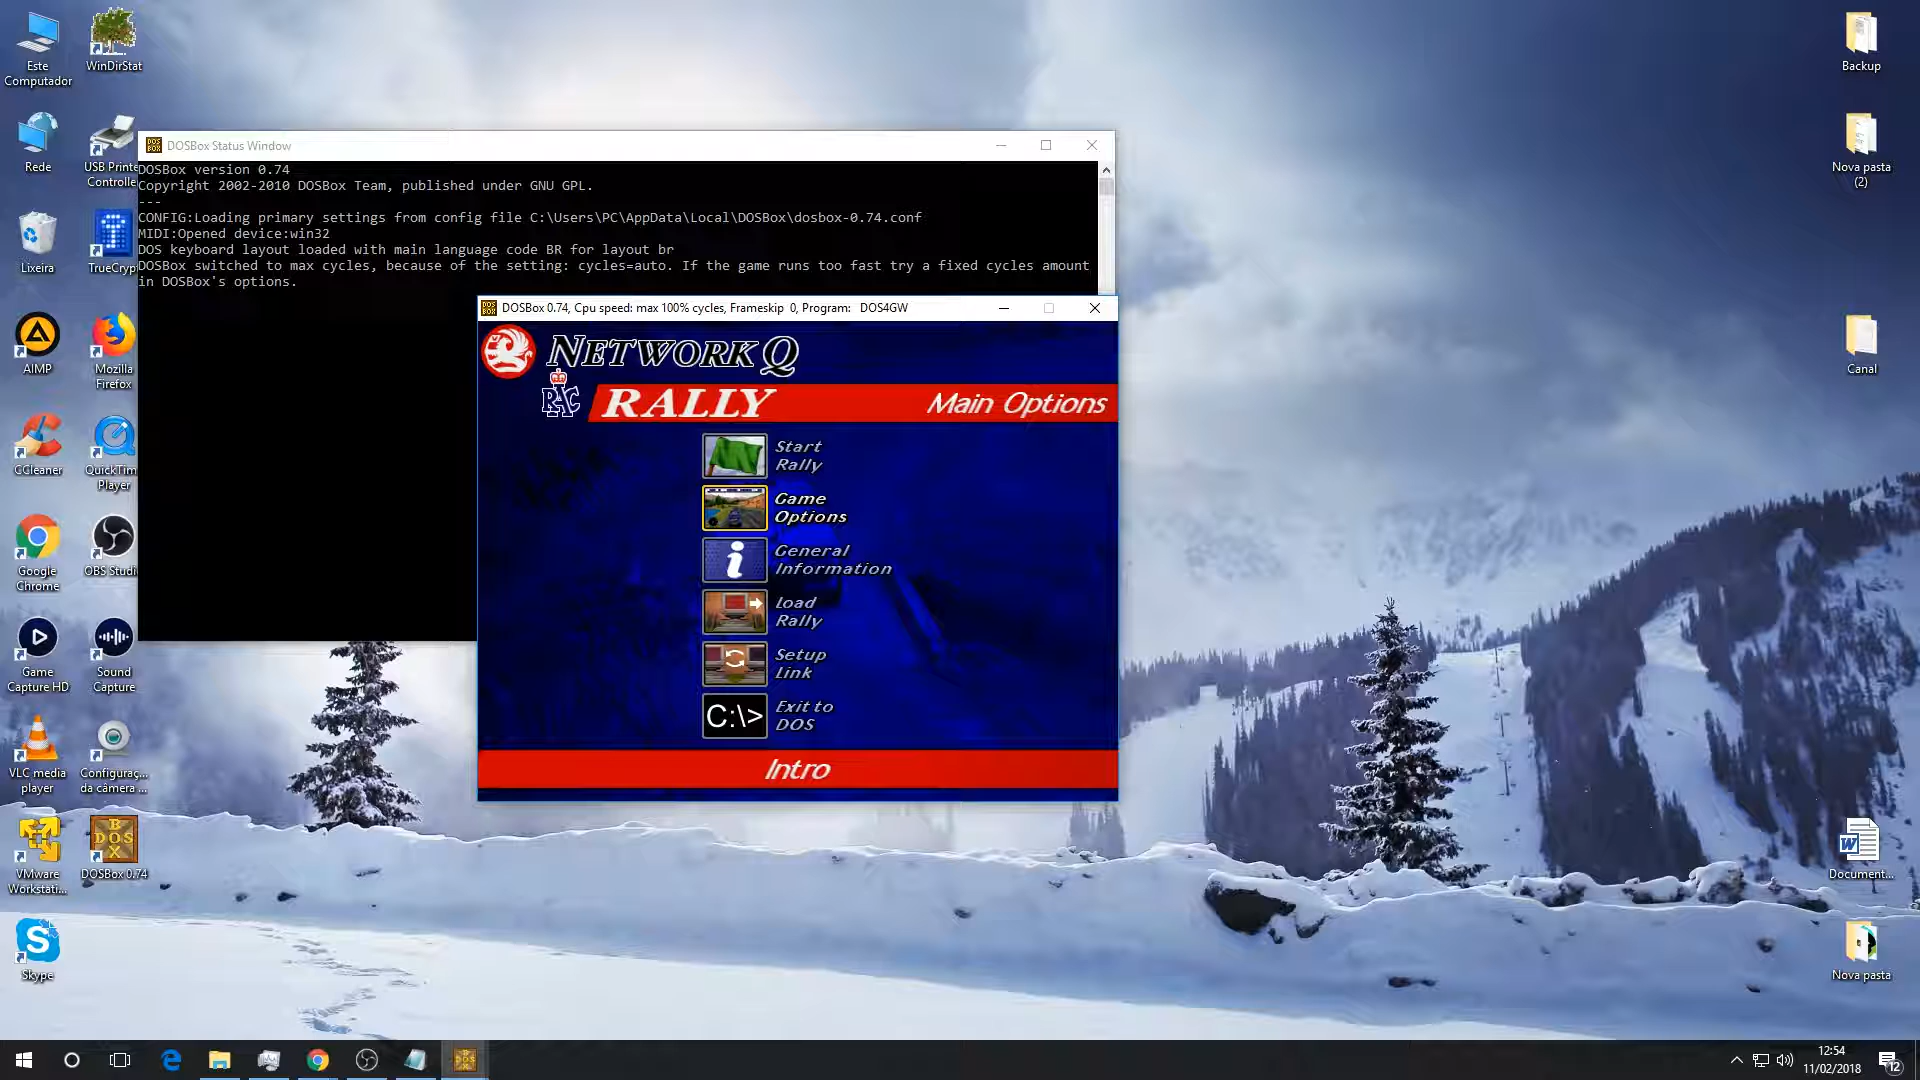 Este
Computador
WinDirStat
Rede
USB Printe
Controlle
Lixeira
TrueCryp
AIMP
Mozilla
Firefox
CCleaner
QuickTim
Player
Google
Chrome
OBS Studi
Game
Capture HD
Sound
Capture
VLC media
player
Configuraç...
da câmera ...
VMware
Workstati...
DOSBox 0.74
Skype
DOSBox Status Window
DOSBox version 0.74
Copyright 2002-2010 DOSBox Team, published under GNU GPL.
---
CONFIG:Loading primary settings from config file C:\Users\PC\AppData\Local\DOSBox\dosbox-0.74.conf
MIDI:Opened device:win32
DOS keyboard layout loaded with main language code BR for layout br
DOSBox switched to max cycles, because of the setting: cycles=auto. If the game runs too fast try a fixed cycles amount
in DOSBox's options.
DOSBox 0.74, Cpu speed: max 100% cycles, Frameskip 0, Program: DOS4GW
NETWORK Q
RAC
RALLY
Main Options
Start
Rally
Game
Options
General
Information
Load
Rally
Setup
Link
C:\>
Exit to
DOS
Intro
Backup
Nova pasta
(2)
Canal
Document...
Nova pasta
12:54
11/02/2018
12